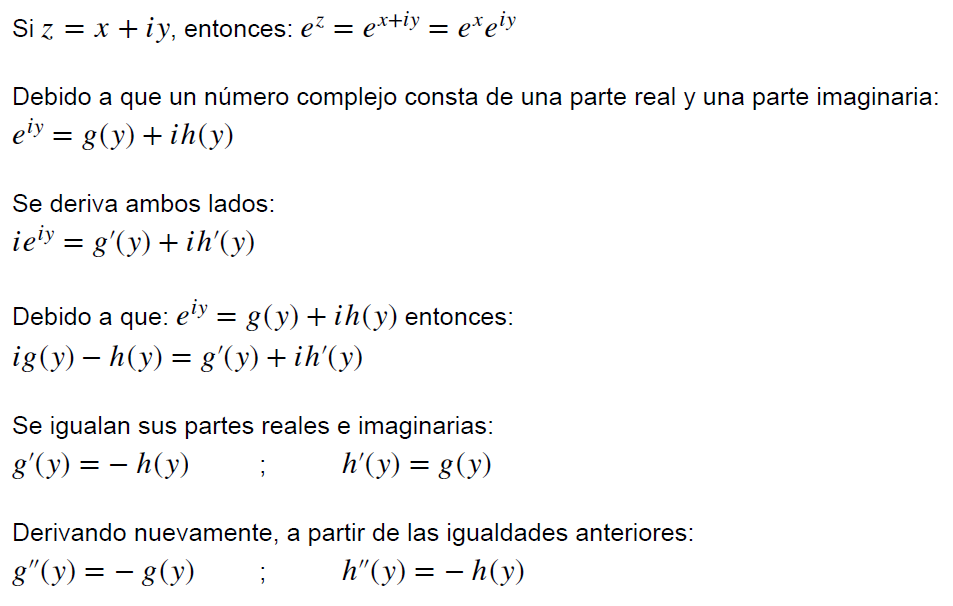 Si z = x + iy, entonces: e^z = e^{x+iy} = e^x e^{iy}
Debido a que un número complejo consta de una parte real y una parte imaginaria:
e^{iy} = g(y) + ih(y)
Se deriva ambos lados:
ie^{iy} = g′(y) + ih′(y)
Debido a que: e^{iy} = g(y) + ih(y) entonces:
ig(y) − h(y) = g′(y) + ih′(y)
Se igualan sus partes reales e imaginarias:
g′(y) = − h(y) ; h′(y) = g(y)
Derivando nuevamente, a partir de las igualdades anteriores:
g″(y) = − g(y) ; h″(y) = − h(y)